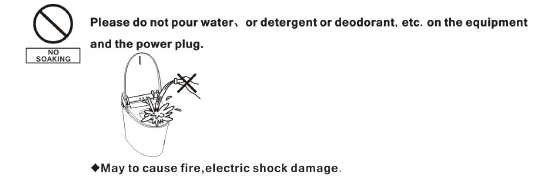 Please do not pour water、or detergent or deodorant, etc. on the equipment
and the power plug.
NO
SOAKING
◆May to cause fire,electric shock damage.